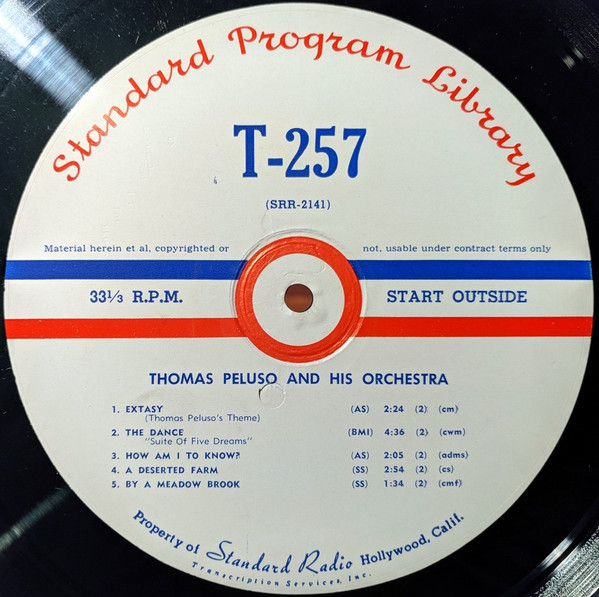 Standard Program Library
T-257
(SRR-2141)
Material herein et al, copyrighted or not, usable under contract terms only
33⅓ R.P.M. START OUTSIDE
THOMAS PELUSO AND HIS ORCHESTRA
1. EXTASY (AS) 2:24 (2) (cm)
(Thomas Peluso's Theme)
2. THE DANCE (BMI) 4:36 (2) (cwm)
"Suite Of Five Dreams"
3. HOW AM I TO KNOW? (AS) 2:05 (2) (adms)
4. A DESERTED FARM (SS) 2:54 (2) (cs)
5. BY A MEADOW BROOK (SS) 1:34 (2) (cmf)
Property of Standard Radio Hollywood, Calif.
Transcription Services, Inc.